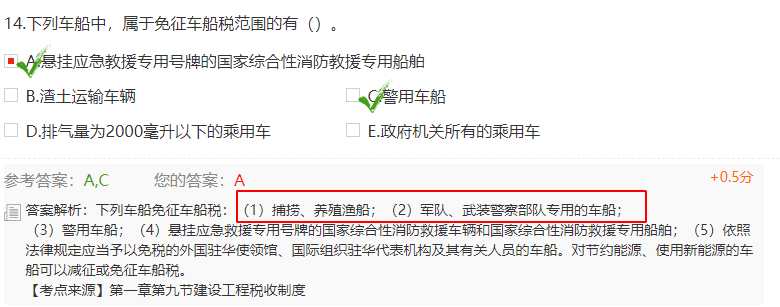 14.下列车船中，属于免征车船税范围的有（）。
A.悬挂应急救援专用号牌的国家综合性消防救援专用船舶
B.渣土运输车辆 C.警用车船
D.排气量为2000毫升以下的乘用车 E.政府机关所有的乘用车
参考答案：A,C 您的答案：A +0.5分
答案解析：下列车船免征车船税：（1）捕捞、养殖渔船；（2）军队、武装警察部队专用的车船；
（3）警用车船；（4）悬挂应急救援专用号牌的国家综合性消防救援车辆和国家综合性消防救援专用船舶；（5）依照
法律规定应当予以免税的外国驻华使领馆、国际组织驻华代表机构及其有关人员的车船。对节约能源、使用新能源的车
船可以减征或免征车船税。
【考点来源】第一章第九节建设工程税收制度